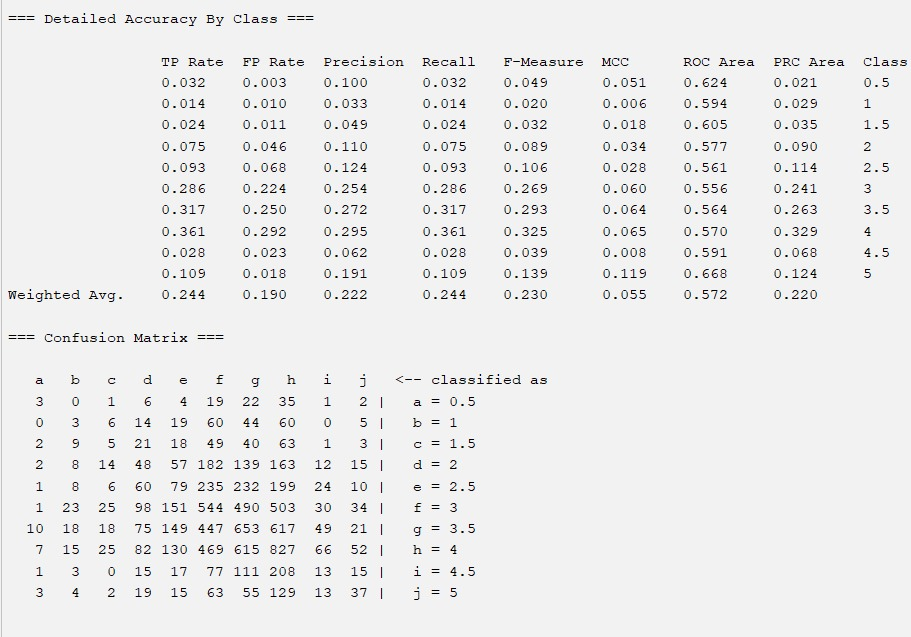 === Detailed Accuracy By Class ===
TP Rate FP Rate Precision Recall F-Measure MCC ROC Area PRC Area Class
0.032 0.003 0.100 0.032 0.049 0.051 0.624 0.021 0.5
0.014 0.010 0.033 0.014 0.020 0.006 0.594 0.029 1
0.024 0.011 0.049 0.024 0.032 0.018 0.605 0.035 1.5
0.075 0.046 0.110 0.075 0.089 0.034 0.577 0.090 2
0.093 0.068 0.124 0.093 0.106 0.028 0.561 0.114 2.5
0.286 0.224 0.254 0.286 0.269 0.060 0.556 0.241 3
0.317 0.250 0.272 0.317 0.293 0.064 0.564 0.263 3.5
0.361 0.292 0.295 0.361 0.325 0.065 0.570 0.329 4
0.028 0.023 0.062 0.028 0.039 0.008 0.591 0.068 4.5
0.109 0.018 0.191 0.109 0.139 0.119 0.668 0.124 5
Weighted Avg. 0.244 0.190 0.222 0.244 0.230 0.055 0.572 0.220
=== Confusion Matrix ===
a b c d e f g h i j <-- classified as
3 0 1 6 4 19 22 35 1 2 | a = 0.5
0 3 6 14 19 60 44 60 0 5 | b = 1
2 9 5 21 18 49 40 63 1 3 | c = 1.5
2 8 14 48 57 182 139 163 12 15 | d = 2
1 8 6 60 79 235 232 199 24 10 | e = 2.5
1 23 25 98 151 544 490 503 30 34 | f = 3
10 18 18 75 149 447 653 617 49 21 | g = 3.5
7 15 25 82 130 469 615 827 66 52 | h = 4
1 3 0 15 17 77 111 208 13 15 | i = 4.5
3 4 2 19 15 63 55 129 13 37 | j = 5